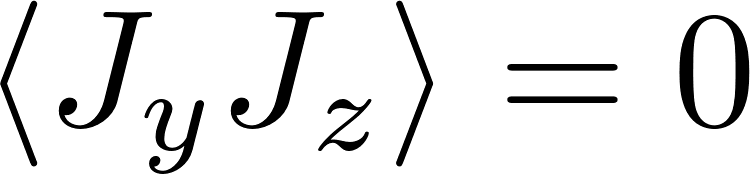 ⟨J_y J_z⟩ = 0